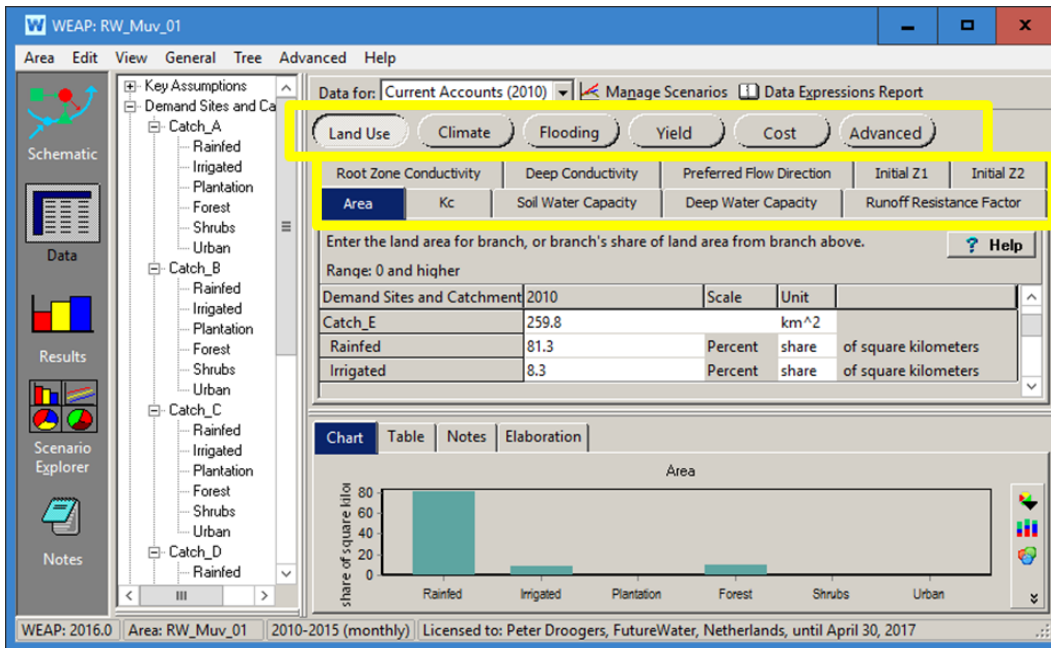 WEAP: RW_Muv_01
Area Edit View General Tree Advanced Help
Schematic
Data
Results
Scenario
Explorer
Notes
Key Assumptions
Demand Sites and Ca
Catch_A
Rainfed
Irrigated
Plantation
Forest
Shrubs
Urban
Catch_B
Rainfed
Irrigated
Plantation
Forest
Shrubs
Urban
Catch_C
Rainfed
Irrigated
Plantation
Forest
Shrubs
Urban
Catch_D
Rainfed
Data for: Current Accounts (2010) Manage Scenarios Data Expressions Report
Land Use Climate Flooding Yield Cost Advanced
Root Zone Conductivity Deep Conductivity Preferred Flow Direction Initial Z1 Initial Z2
Area Kc Soil Water Capacity Deep Water Capacity Runoff Resistance Factor
Enter the land area for branch, or branch's share of land area from branch above.
? Help
Range: 0 and higher
Demand Sites and Catchment 2010 Scale Unit
Catch_E 259.8 km^2
Rainfed 81.3 Percent share of square kilometers
Irrigated 8.3 Percent share of square kilometers
Chart Table Notes Elaboration
Area
share of square kilo
80
60
40
20
0
Rainfed Irrigated Plantation Forest Shrubs Urban
WEAP: 2016.0 Area: RW_Muv_01 2010-2015 (monthly) Licensed to: Peter Droogers, FutureWater, Netherlands, until April 30, 2017